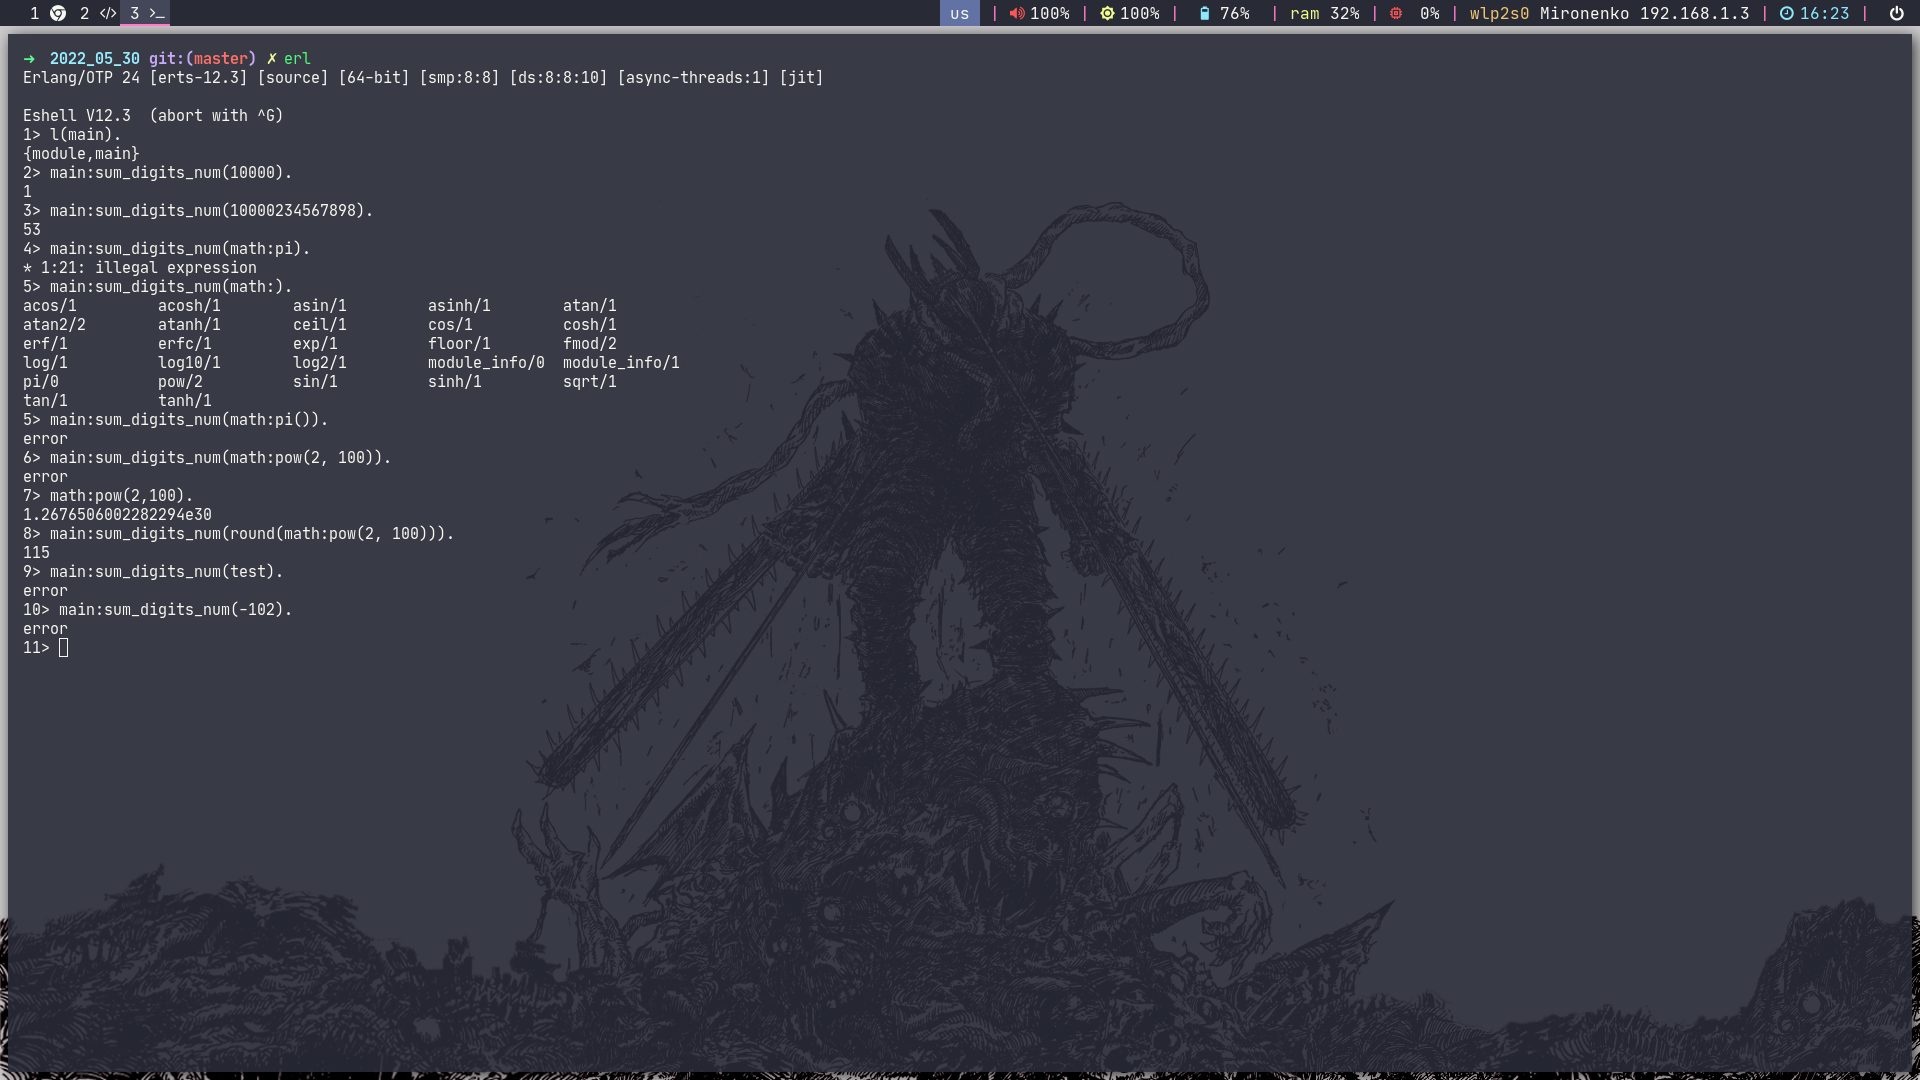 1 2 </> 3 >_ us | 100% | 100% | 76% | ram 32% | 0% | wlp2s0 Mironenko 192.168.1.3 | 16:23 |
➜ 2022_05_30 git:(master) ✗ erl
Erlang/OTP 24 [erts-12.3] [source] [64-bit] [smp:8:8] [ds:8:8:10] [async-threads:1] [jit]
Eshell V12.3  (abort with ^G)
1> l(main).
{module,main}
2> main:sum_digits_num(10000).
1
3> main:sum_digits_num(10000234567898).
53
4> main:sum_digits_num(math:pi).
* 1:21: illegal expression
5> main:sum_digits_num(math:).
acos/1         acosh/1        asin/1         asinh/1        atan/1
atan2/2        atanh/1        ceil/1         cos/1          cosh/1
erf/1          erfc/1         exp/1          floor/1        fmod/2
log/1          log10/1        log2/1         module_info/0  module_info/1
pi/0           pow/2          sin/1          sinh/1         sqrt/1
tan/1          tanh/1
5> main:sum_digits_num(math:pi()).
error
6> main:sum_digits_num(math:pow(2, 100)).
error
7> math:pow(2,100).
1.2676506002282294e30
8> main:sum_digits_num(round(math:pow(2, 100))).
115
9> main:sum_digits_num(test).
error
10> main:sum_digits_num(-102).
error
11>